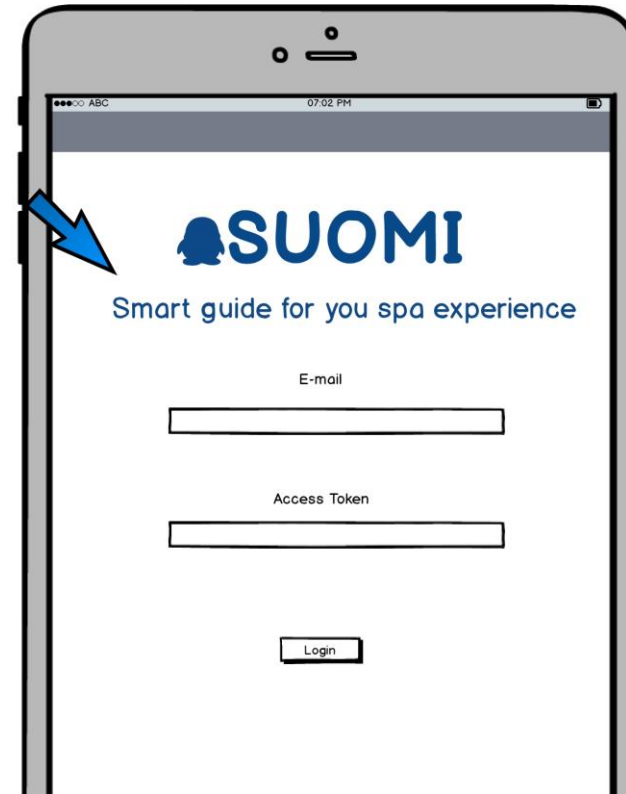 ABC 07:02 PM
SUOMI
Smart guide for you spa experience
E-mail
Access Token
Login